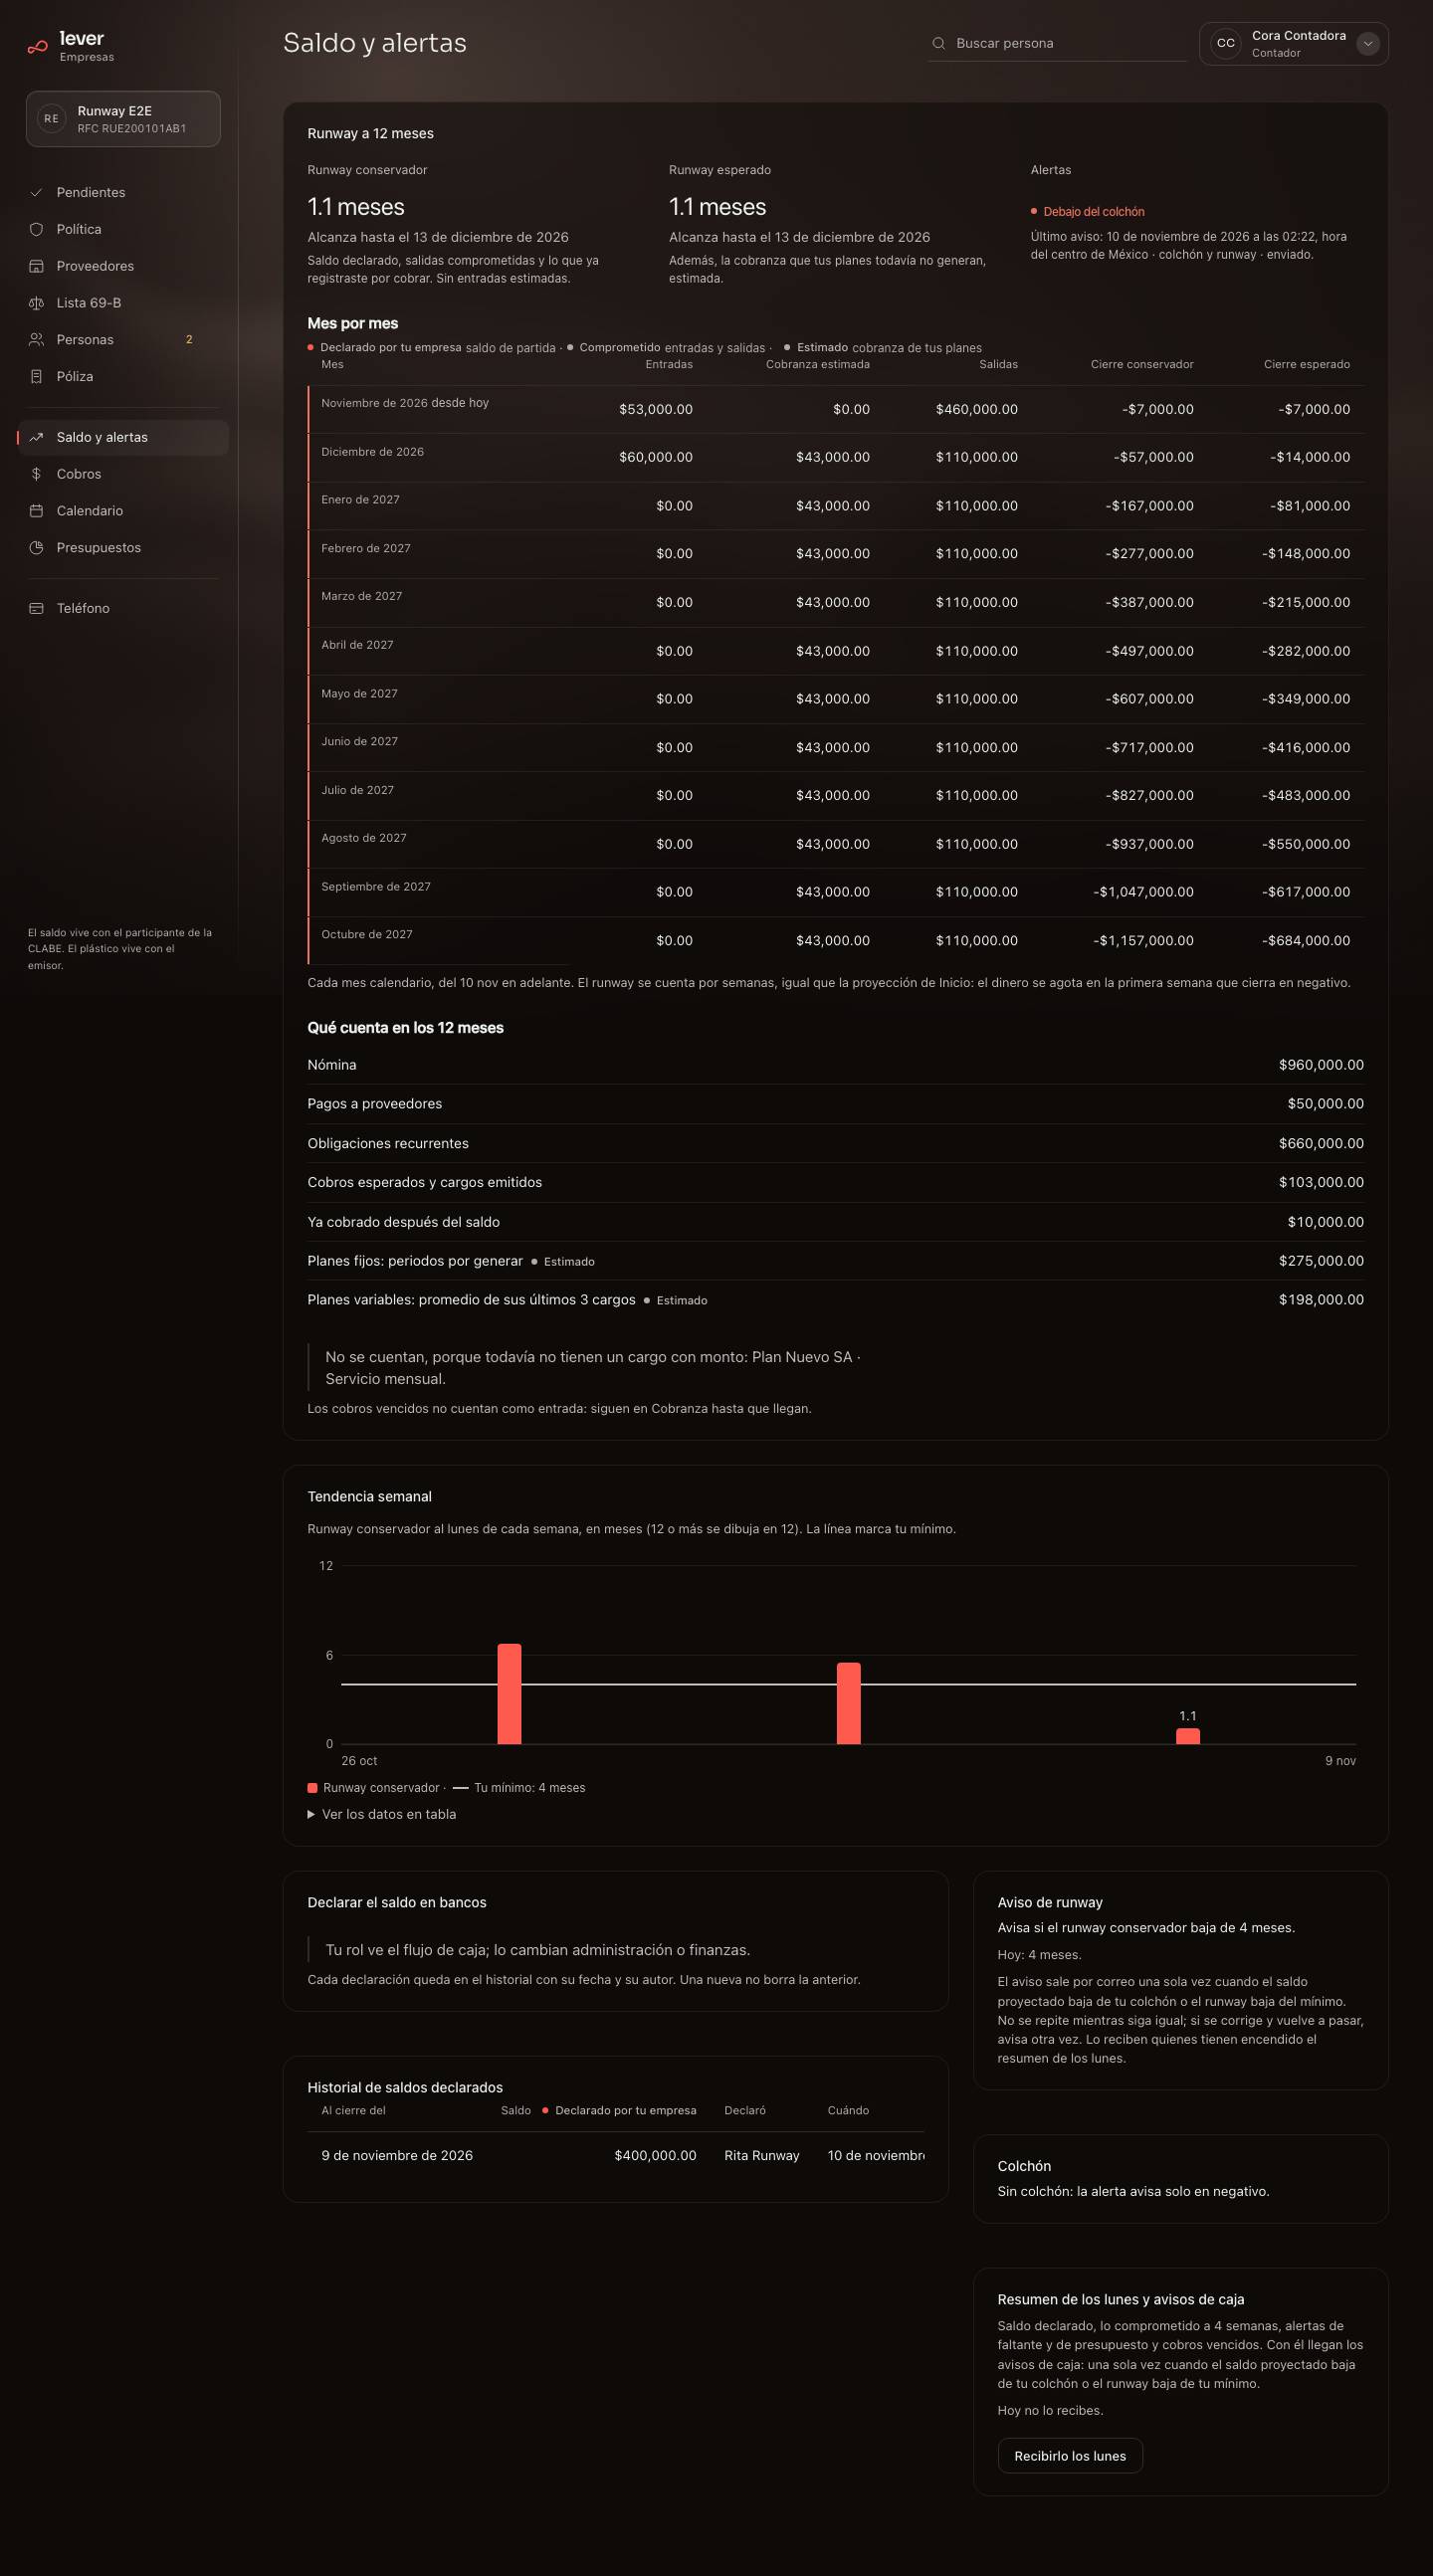 lever
Empresas
RE
Runway E2E
RFC RUE200101AB1
Pendientes
Política
Proveedores
Lista 69-B
Personas 2
Póliza
Saldo y alertas
Cobros
Calendario
Presupuestos
Teléfono
El saldo vive con el participante de la
CLABE. El plástico vive con el
emisor.
Saldo y alertas
Buscar persona
CC
Cora Contadora
Contador
Runway a 12 meses
Runway conservador
1.1 meses
Alcanza hasta el 13 de diciembre de 2026
Saldo declarado, salidas comprometidas y lo que ya
registraste por cobrar. Sin entradas estimadas.
Runway esperado
1.1 meses
Alcanza hasta el 13 de diciembre de 2026
Además, la cobranza que tus planes todavía no generan,
estimada.
Alertas
Debajo del colchón
Último aviso: 10 de noviembre de 2026 a las 02:22, hora
del centro de México · colchón y runway · enviado.
Mes por mes
Declarado por tu empresa saldo de partida · Comprometido entradas y salidas · Estimado cobranza de tus planes
Mes Entradas Cobranza estimada Salidas Cierre conservador Cierre esperado
Noviembre de 2026 desde hoy $53,000.00 $0.00 $460,000.00 -$7,000.00 -$7,000.00
Diciembre de 2026 $60,000.00 $43,000.00 $110,000.00 -$57,000.00 -$14,000.00
Enero de 2027 $0.00 $43,000.00 $110,000.00 -$167,000.00 -$81,000.00
Febrero de 2027 $0.00 $43,000.00 $110,000.00 -$277,000.00 -$148,000.00
Marzo de 2027 $0.00 $43,000.00 $110,000.00 -$387,000.00 -$215,000.00
Abril de 2027 $0.00 $43,000.00 $110,000.00 -$497,000.00 -$282,000.00
Mayo de 2027 $0.00 $43,000.00 $110,000.00 -$607,000.00 -$349,000.00
Junio de 2027 $0.00 $43,000.00 $110,000.00 -$717,000.00 -$416,000.00
Julio de 2027 $0.00 $43,000.00 $110,000.00 -$827,000.00 -$483,000.00
Agosto de 2027 $0.00 $43,000.00 $110,000.00 -$937,000.00 -$550,000.00
Septiembre de 2027 $0.00 $43,000.00 $110,000.00 -$1,047,000.00 -$617,000.00
Octubre de 2027 $0.00 $43,000.00 $110,000.00 -$1,157,000.00 -$684,000.00
Cada mes calendario, del 10 nov en adelante. El runway se cuenta por semanas, igual que la proyección de Inicio: el dinero se agota en la primera semana que cierra en negativo.
Qué cuenta en los 12 meses
Nómina $960,000.00
Pagos a proveedores $50,000.00
Obligaciones recurrentes $660,000.00
Cobros esperados y cargos emitidos $103,000.00
Ya cobrado después del saldo $10,000.00
Planes fijos: periodos por generar Estimado $275,000.00
Planes variables: promedio de sus últimos 3 cargos Estimado $198,000.00
No se cuentan, porque todavía no tienen un cargo con monto: Plan Nuevo SA ·
Servicio mensual.
Los cobros vencidos no cuentan como entrada: siguen en Cobranza hasta que llegan.
Tendencia semanal
Runway conservador al lunes de cada semana, en meses (12 o más se dibuja en 12). La línea marca tu mínimo.
12
6
1.1
0
26 oct 9 nov
Runway conservador · Tu mínimo: 4 meses
Ver los datos en tabla
Declarar el saldo en bancos
Tu rol ve el flujo de caja; lo cambian administración o finanzas.
Cada declaración queda en el historial con su fecha y su autor. Una nueva no borra la anterior.
Historial de saldos declarados
Al cierre del Saldo Declarado por tu empresa Declaró Cuándo
9 de noviembre de 2026 $400,000.00 Rita Runway 10 de noviembre
Aviso de runway
Avisa si el runway conservador baja de 4 meses.
Hoy: 4 meses.
El aviso sale por correo una sola vez cuando el saldo
proyectado baja de tu colchón o el runway baja del mínimo.
No se repite mientras siga igual; si se corrige y vuelve a pasar,
avisa otra vez. Lo reciben quienes tienen encendido el
resumen de los lunes.
Colchón
Sin colchón: la alerta avisa solo en negativo.
Resumen de los lunes y avisos de caja
Saldo declarado, lo comprometido a 4 semanas, alertas de
faltante y de presupuesto y cobros vencidos. Con él llegan los
avisos de caja: una sola vez cuando el saldo proyectado baja
de tu colchón o el runway baja de tu mínimo.
Hoy no lo recibes.
Recibirlo los lunes